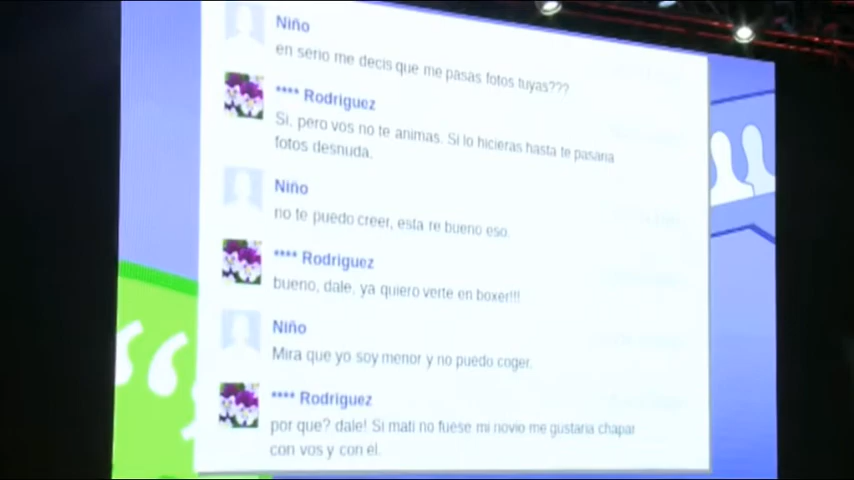 Niño
en serio me decis que me pasas fotos tuyas???
**** Rodriguez
Si, pero vos no te animas. Si lo hicieras hasta te pasaria
fotos desnuda.
Niño
no te puedo creer, esta re bueno eso.
**** Rodriguez
bueno, dale, ya quiero verte en boxer!!!
Niño
Mira que yo soy menor y no puedo coger.
**** Rodriguez
por que? dale! Si mati no fuese mi novio me gustaria chapar
con vos y con el.